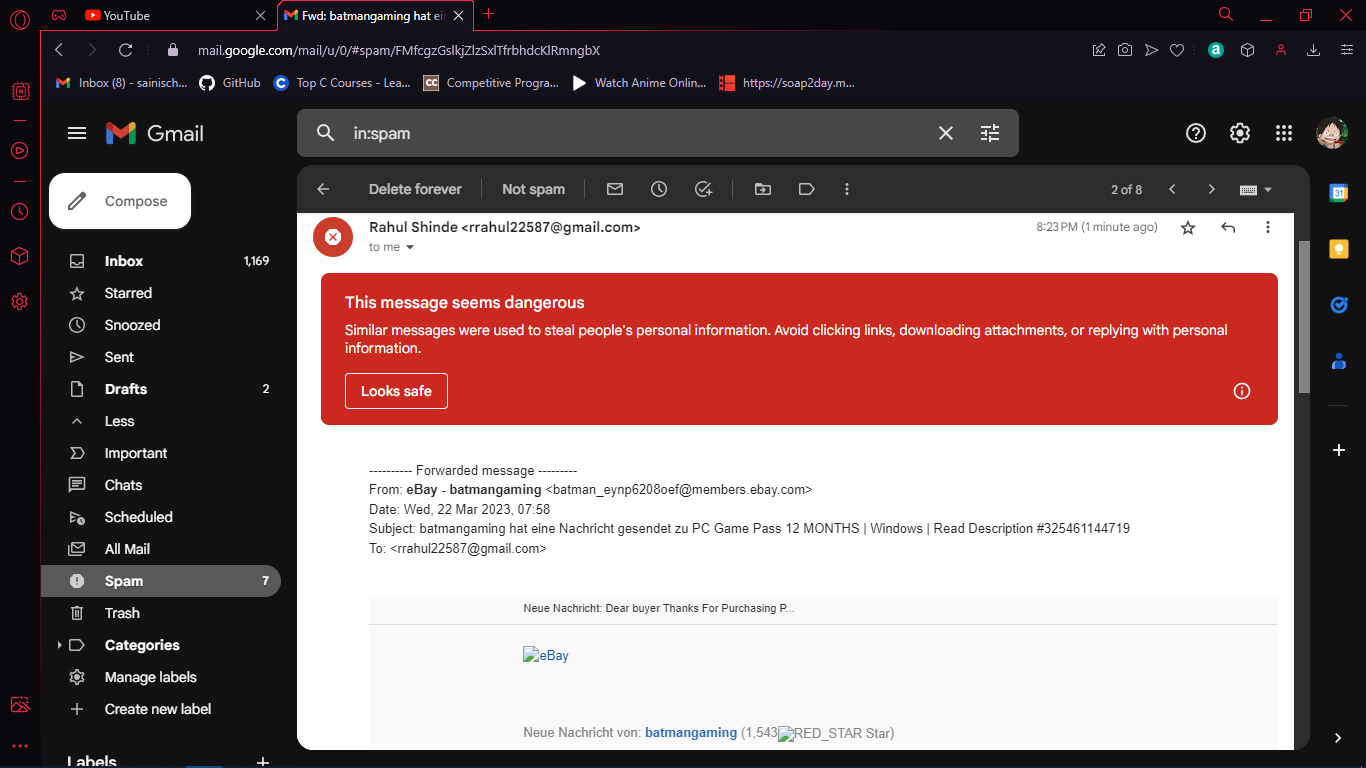 YouTube
Fwd: batmangaming hat ei
mail.google.com/mail/u/0/#spam/FMfcgzGslkjZlzSxlTfrbhdcKlRmngbX
Inbox (8) - sainisch...
GitHub
Top C Courses - Lea...
CC
Competitive Progra...
Watch Anime Online...
https://soap2day.m...
Gmail
in:spam
Compose
Delete forever
Not spam
2 of 8
Inbox 1,169
Starred
Snoozed
Sent
Drafts 2
Less
Important
Chats
Scheduled
All Mail
Spam 7
Trash
Categories
Manage labels
Create new label
Labels
Rahul Shinde <rrahul22587@gmail.com>
8:23 PM (1 minute ago)
to me
This message seems dangerous
Similar messages were used to steal people's personal information. Avoid clicking links, downloading attachments, or replying with personal
information.
Looks safe
---------- Forwarded message ---------
From: eBay - batmangaming <batman_eynp6208oef@members.ebay.com>
Date: Wed, 22 Mar 2023, 07:58
Subject: batmangaming hat eine Nachricht gesendet zu PC Game Pass 12 MONTHS | Windows | Read Description #325461144719
To: <rrahul22587@gmail.com>
Neue Nachricht: Dear buyer Thanks For Purchasing P...
eBay
Neue Nachricht von: batmangaming (1,543RED_STAR Star)
a
31